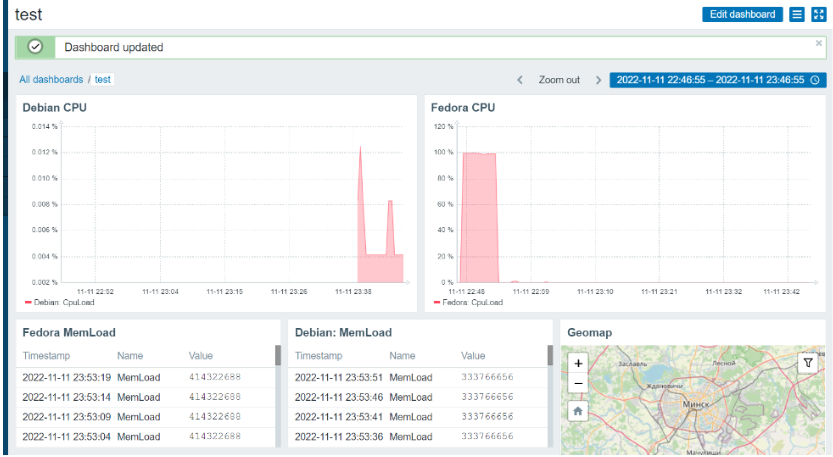 test
Edit dashboard
Dashboard updated
All dashboards / test
Zoom out
2022-11-11 22:46:55 – 2022-11-11 23:46:55
Debian CPU
0.014 %
0.012 %
0.010 %
0.008 %
0.006 %
0.004 %
0.002 %
11-11 22:52 11-11 23:04 11-11 23:15 11-11 23:26 11-11 23:38
Debian: CpuLoad
Fedora CPU
120 %
100 %
80 %
60 %
40 %
20 %
0 %
11-11 22:48 11-11 22:59 11-11 23:10 11-11 23:21 11-11 23:32 11-11 23:42
Fedora: CpuLoad
Fedora MemLoad
Timestamp Name Value
2022-11-11 23:53:19 MemLoad 414322688
2022-11-11 23:53:14 MemLoad 414322688
2022-11-11 23:53:09 MemLoad 414322688
2022-11-11 23:53:04 MemLoad 414322688
Debian: MemLoad
Timestamp Name Value
2022-11-11 23:53:51 MemLoad 333766656
2022-11-11 23:53:46 MemLoad 333766656
2022-11-11 23:53:41 MemLoad 333766656
2022-11-11 23:53:36 MemLoad 333766656
Geomap
+
−
Заславль
Лесной
Ждановичи
Минск
Мачулищи